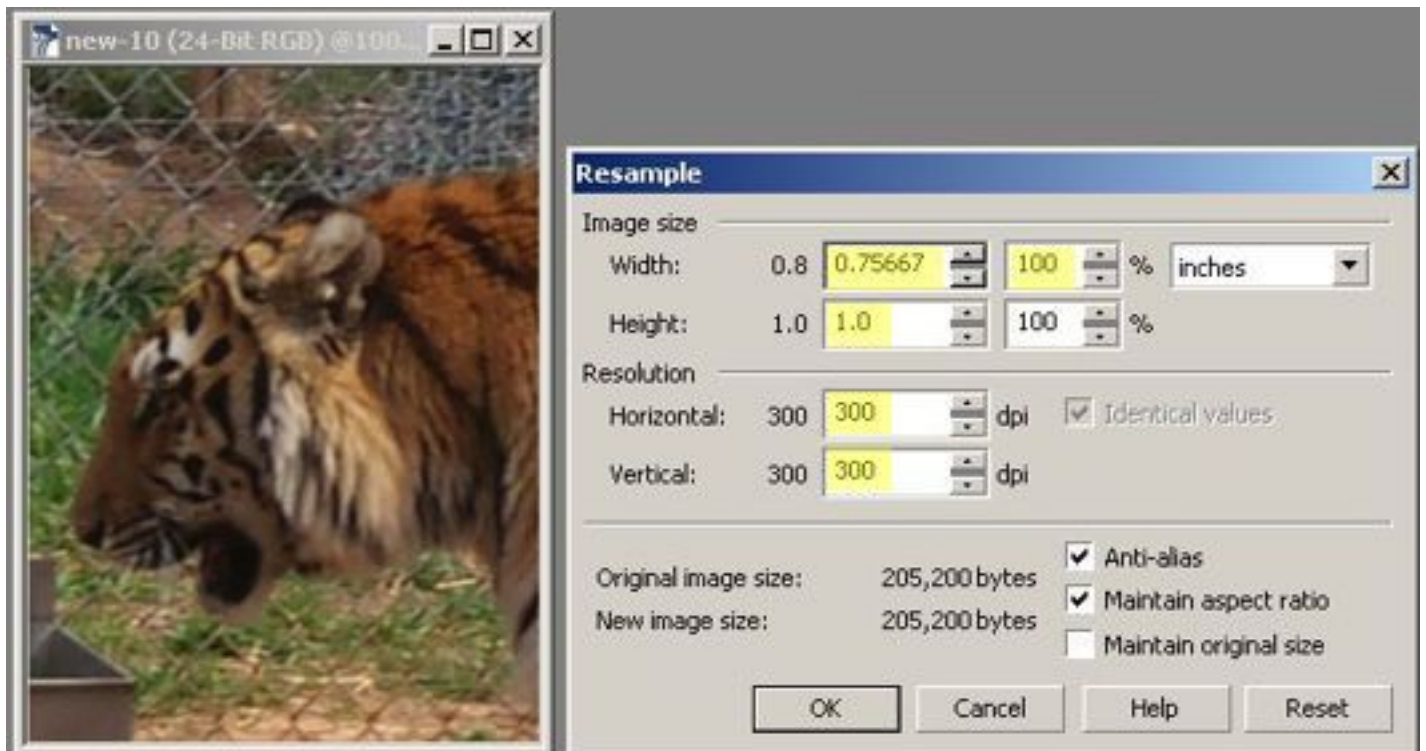 new-10 (24-Bit RGB) @100...
Resample
Image size
Width: 0.8 0.75667 100 % inches
Height: 1.0 1.0 100 %
Resolution
Horizontal: 300 300 dpi Identical values
Vertical: 300 300 dpi
Original image size: 205,200 bytes
New image size: 205,200 bytes
Anti-alias
Maintain aspect ratio
Maintain original size
OK Cancel Help Reset